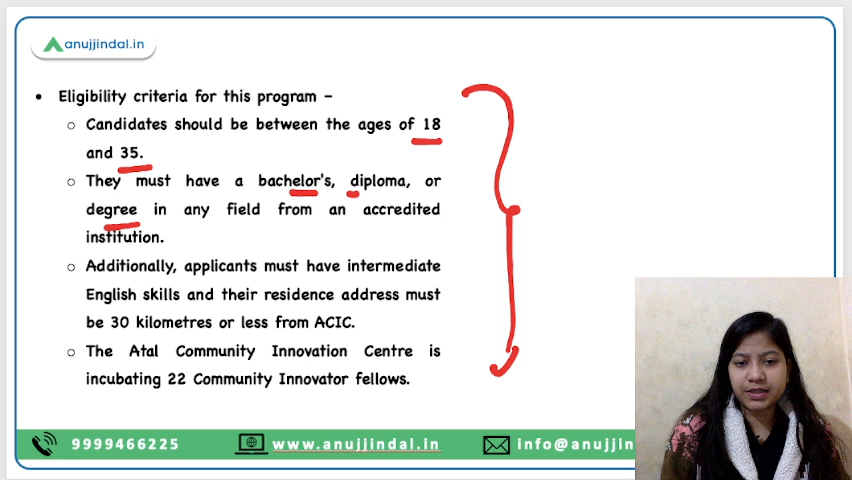 anujjindal.in
• Eligibility criteria for this program –
o Candidates should be between the ages of 18
and 35.
o They must have a bachelor's, diploma, or
degree in any field from an accredited
institution.
o Additionally, applicants must have intermediate
English skills and their residence address must
be 30 kilometres or less from ACIC.
o The Atal Community Innovation Centre is
incubating 22 Community Innovator fellows.
9999466225 www.anujjindal.in info@anujjin